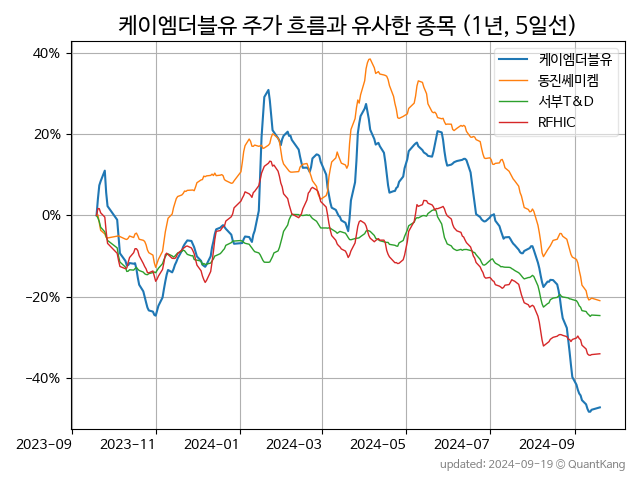 케이엠더블유 주가 흐름과 유사한 종목 (1년, 5일선)
케이엠더블유
동진쎄미켐
서부T&D
RFHIC
40%
20%
0%
−20%
−40%
2023-09 2023-11 2024-01 2024-03 2024-05 2024-07 2024-09
updated: 2024-09-19 © QuantKang